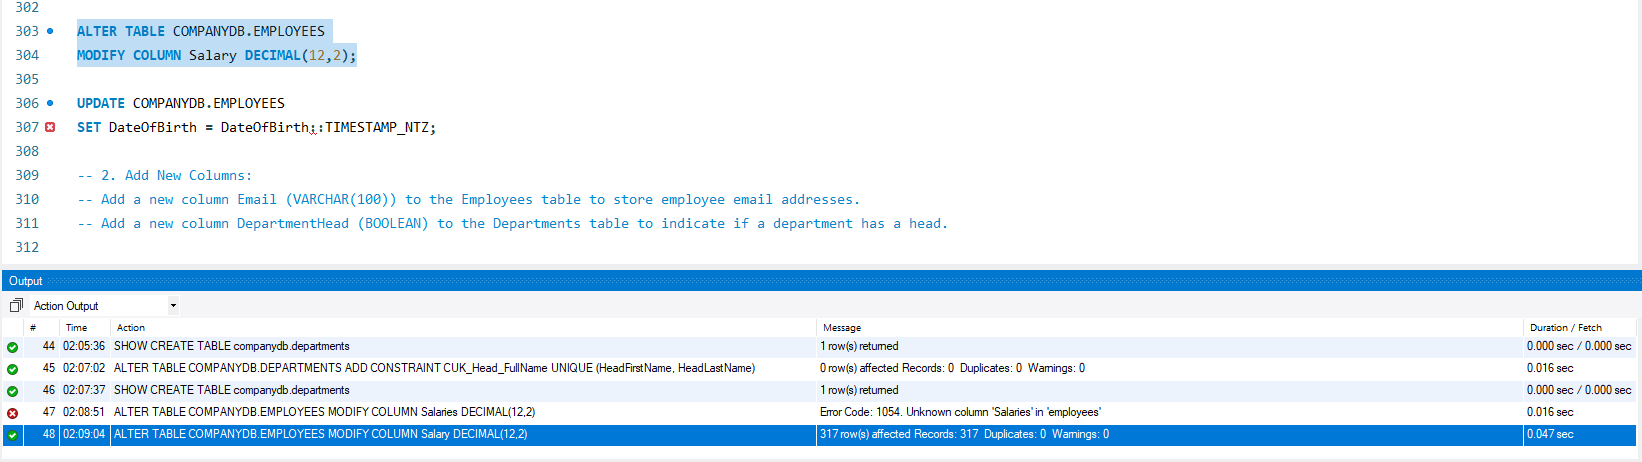 302
303 ALTER TABLE COMPANYDB.EMPLOYEES
304 MODIFY COLUMN Salary DECIMAL(12,2);
305
306 UPDATE COMPANYDB.EMPLOYEES
307 SET DateOfBirth = DateOfBirth::TIMESTAMP_NTZ;
308
309 -- 2. Add New Columns:
310 -- Add a new column Email (VARCHAR(100)) to the Employees table to store employee email addresses.
311 -- Add a new column DepartmentHead (BOOLEAN) to the Departments table to indicate if a department has a head.
312
Output
Action Output
# Time Action Message Duration / Fetch
44 02:05:36 SHOW CREATE TABLE companydb.departments 1 row(s) returned 0.000 sec / 0.000 sec
45 02:07:02 ALTER TABLE COMPANYDB.DEPARTMENTS ADD CONSTRAINT CUK_Head_FullName UNIQUE (HeadFirstName, HeadLastName) 0 row(s) affected Records: 0 Duplicates: 0 Warnings: 0 0.016 sec
46 02:07:37 SHOW CREATE TABLE companydb.departments 1 row(s) returned 0.000 sec / 0.000 sec
47 02:08:51 ALTER TABLE COMPANYDB.EMPLOYEES MODIFY COLUMN Salaries DECIMAL(12,2) Error Code: 1054. Unknown column 'Salaries' in 'employees' 0.016 sec
48 02:09:04 ALTER TABLE COMPANYDB.EMPLOYEES MODIFY COLUMN Salary DECIMAL(12,2) 317 row(s) affected Records: 317 Duplicates: 0 Warnings: 0 0.047 sec